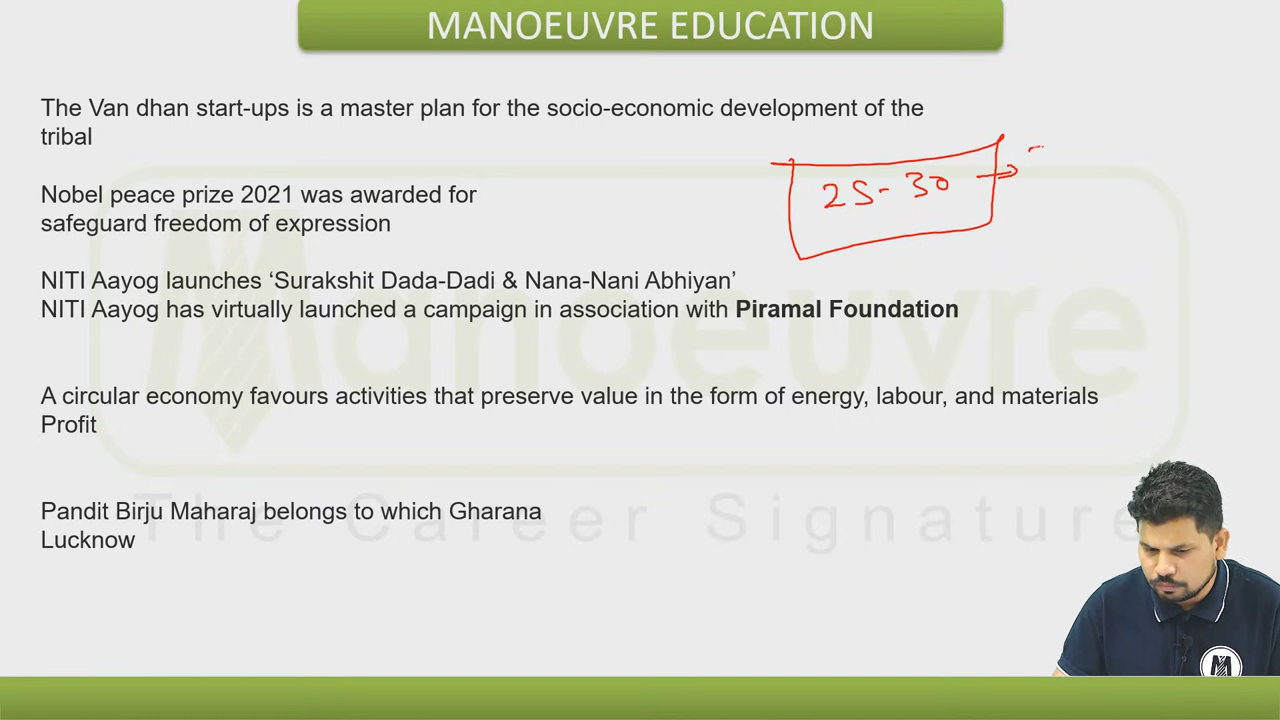 MANOEUVRE EDUCATION
The Van dhan start-ups is a master plan for the socio-economic development of the
tribal
25-30
Nobel peace prize 2021 was awarded for
safeguard freedom of expression
NITI Aayog launches ‘Surakshit Dada-Dadi & Nana-Nani Abhiyan’
NITI Aayog has virtually launched a campaign in association with Piramal Foundation
Manoeuvre
A circular economy favours activities that preserve value in the form of energy, labour, and materials
Profit
Pandit Birju Maharaj belongs to which Gharana
The Career Signature
Lucknow
M